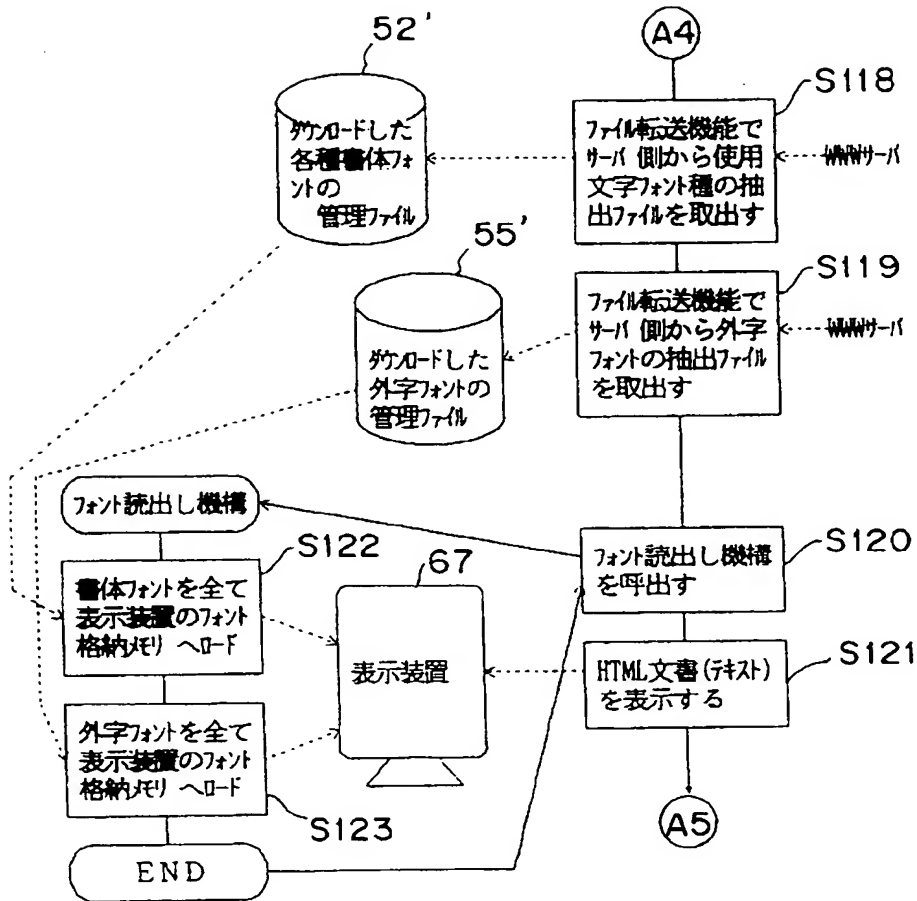 52'
A4
S118
ダウンロードした
各種書体フォ
ントの
管理ファイル
ファイル転送機能で
サーバ側から使用
文字フォント種の抽
出ファイルを取出す
WWWサーバ
55'
S119
ダウンロードした
外字フォントの
管理ファイル
ファイル転送機能で
サーバ側から外字
フォントの抽出ファイル
を取出す
WWWサーバ
フォント読出し機構
S122
書体フォントを全て
表示装置のフォント
格納メモリへロード
67
表示装置
S120
フォント読出し機構
を呼出す
S121
HTML文書(テキスト)
を表示する
外字フォントを全て
表示装置のフォント
格納メモリへロード
S123
END
A5